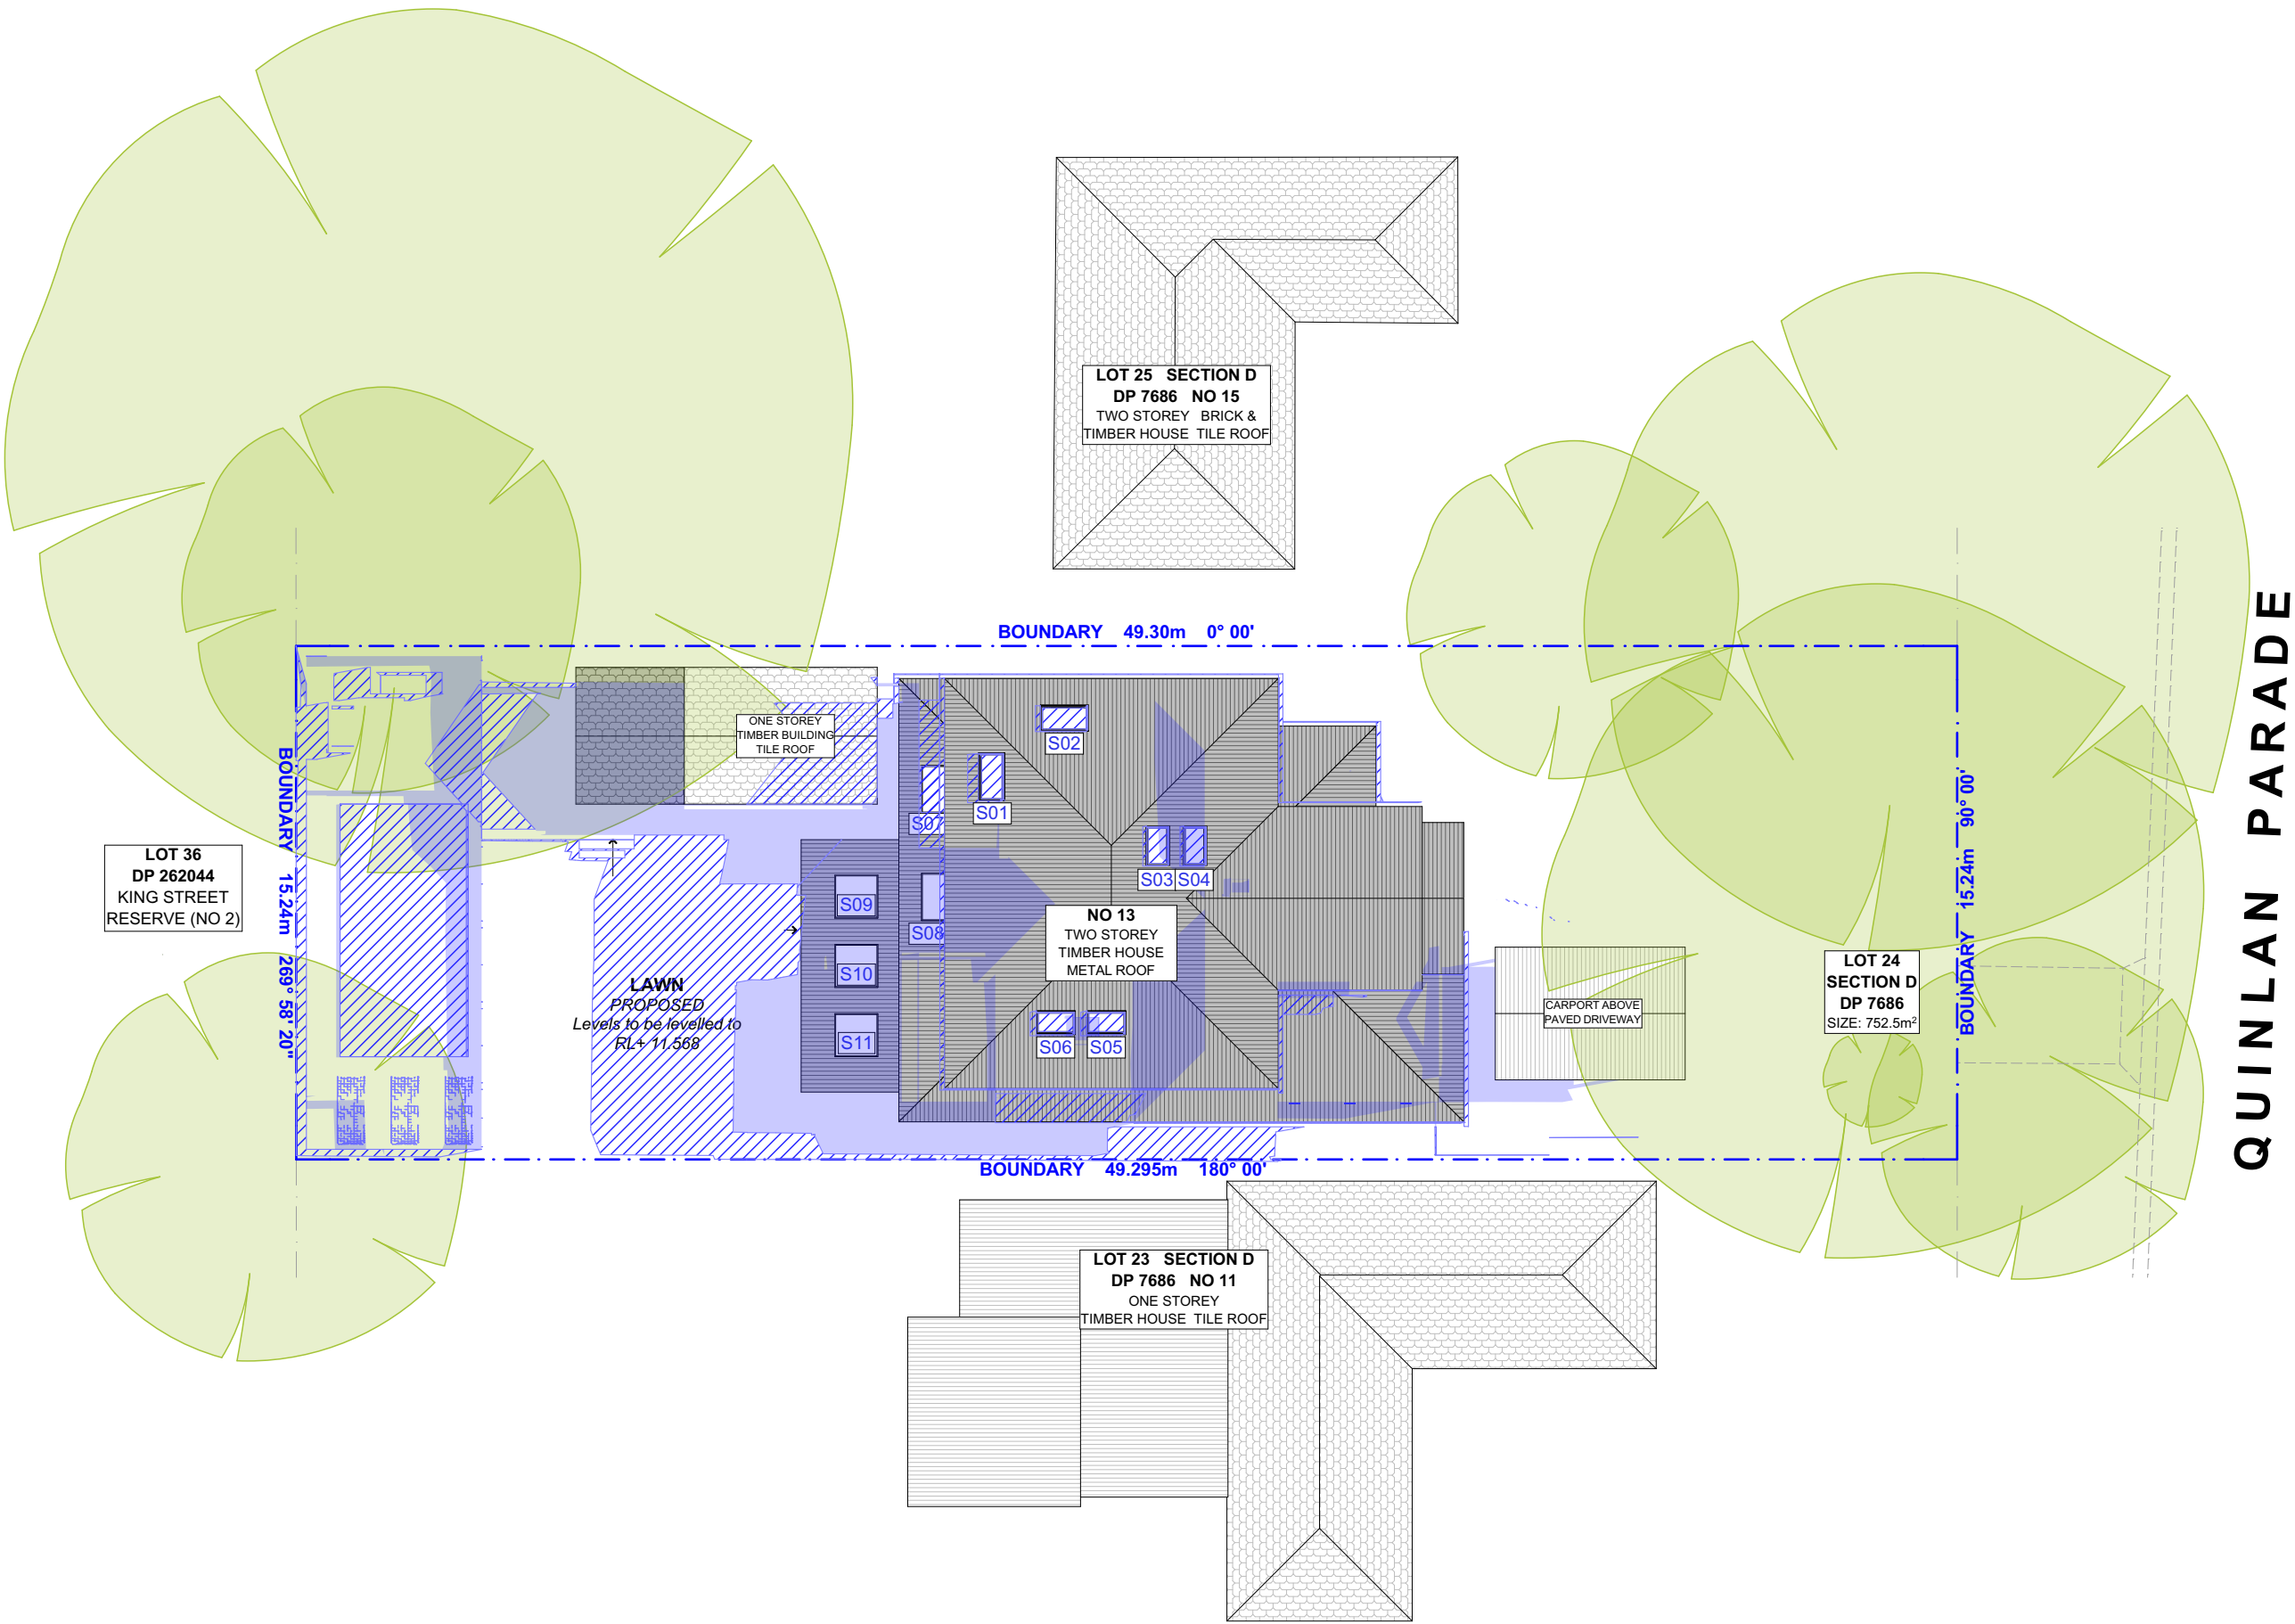 LOT 25   SECTION D
DP 7686   NO 15
TWO STOREY   BRICK &
TIMBER HOUSE  TILE ROOF
BOUNDARY    49.30m    0° 00'
ONE STOREY
TIMBER BUILDING
TILE ROOF
S02
S01
S07
S03
S04
S09
S08
S10
S11
S06
S05
NO 13
TWO STOREY
TIMBER HOUSE
METAL ROOF
LOT 36
DP 262044
KING STREET
RESERVE (NO 2)
BOUNDARY    15.24m    269° 58' 20"
LAWN
PROPOSED
Levels to be levelled to
RL+ 11.568
CARPORT ABOVE
PAVED DRIVEWAY
LOT 24
SECTION D
DP 7686
SIZE: 752.5m²
BOUNDARY    15.24m    90° 00'
QUINLAN PARADE
BOUNDARY    49.295m    180° 00'
LOT 23   SECTION D
DP 7686   NO 11
ONE STOREY
TIMBER HOUSE  TILE ROOF